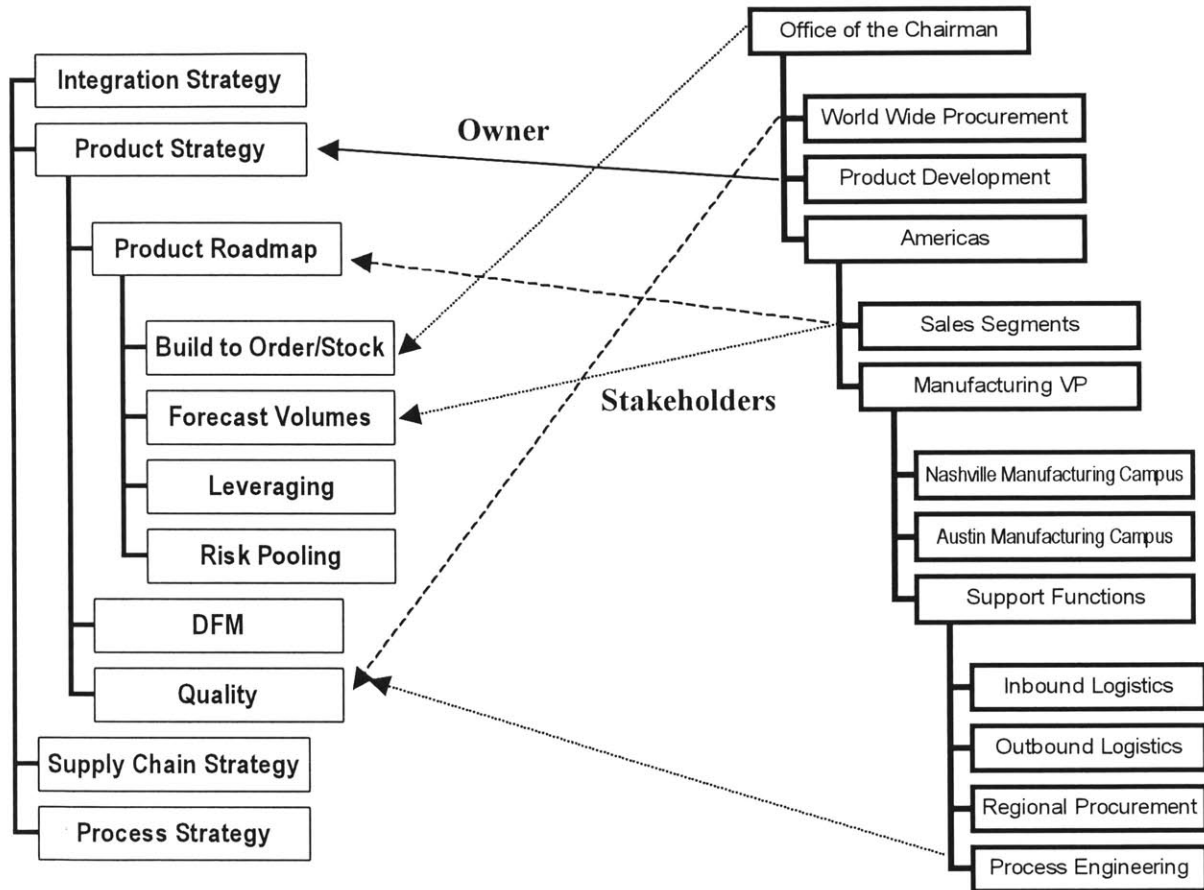 Integration Strategy
Product Strategy
Product Roadmap
Build to Order/Stock
Forecast Volumes
Leveraging
Risk Pooling
DFM
Quality
Supply Chain Strategy
Process Strategy
Owner
Stakeholders
Office of the Chairman
World Wide Procurement
Product Development
Americas
Sales Segments
Manufacturing VP
Nashville Manufacturing Campus
Austin Manufacturing Campus
Support Functions
Inbound Logistics
Outbound Logistics
Regional Procurement
Process Engineering